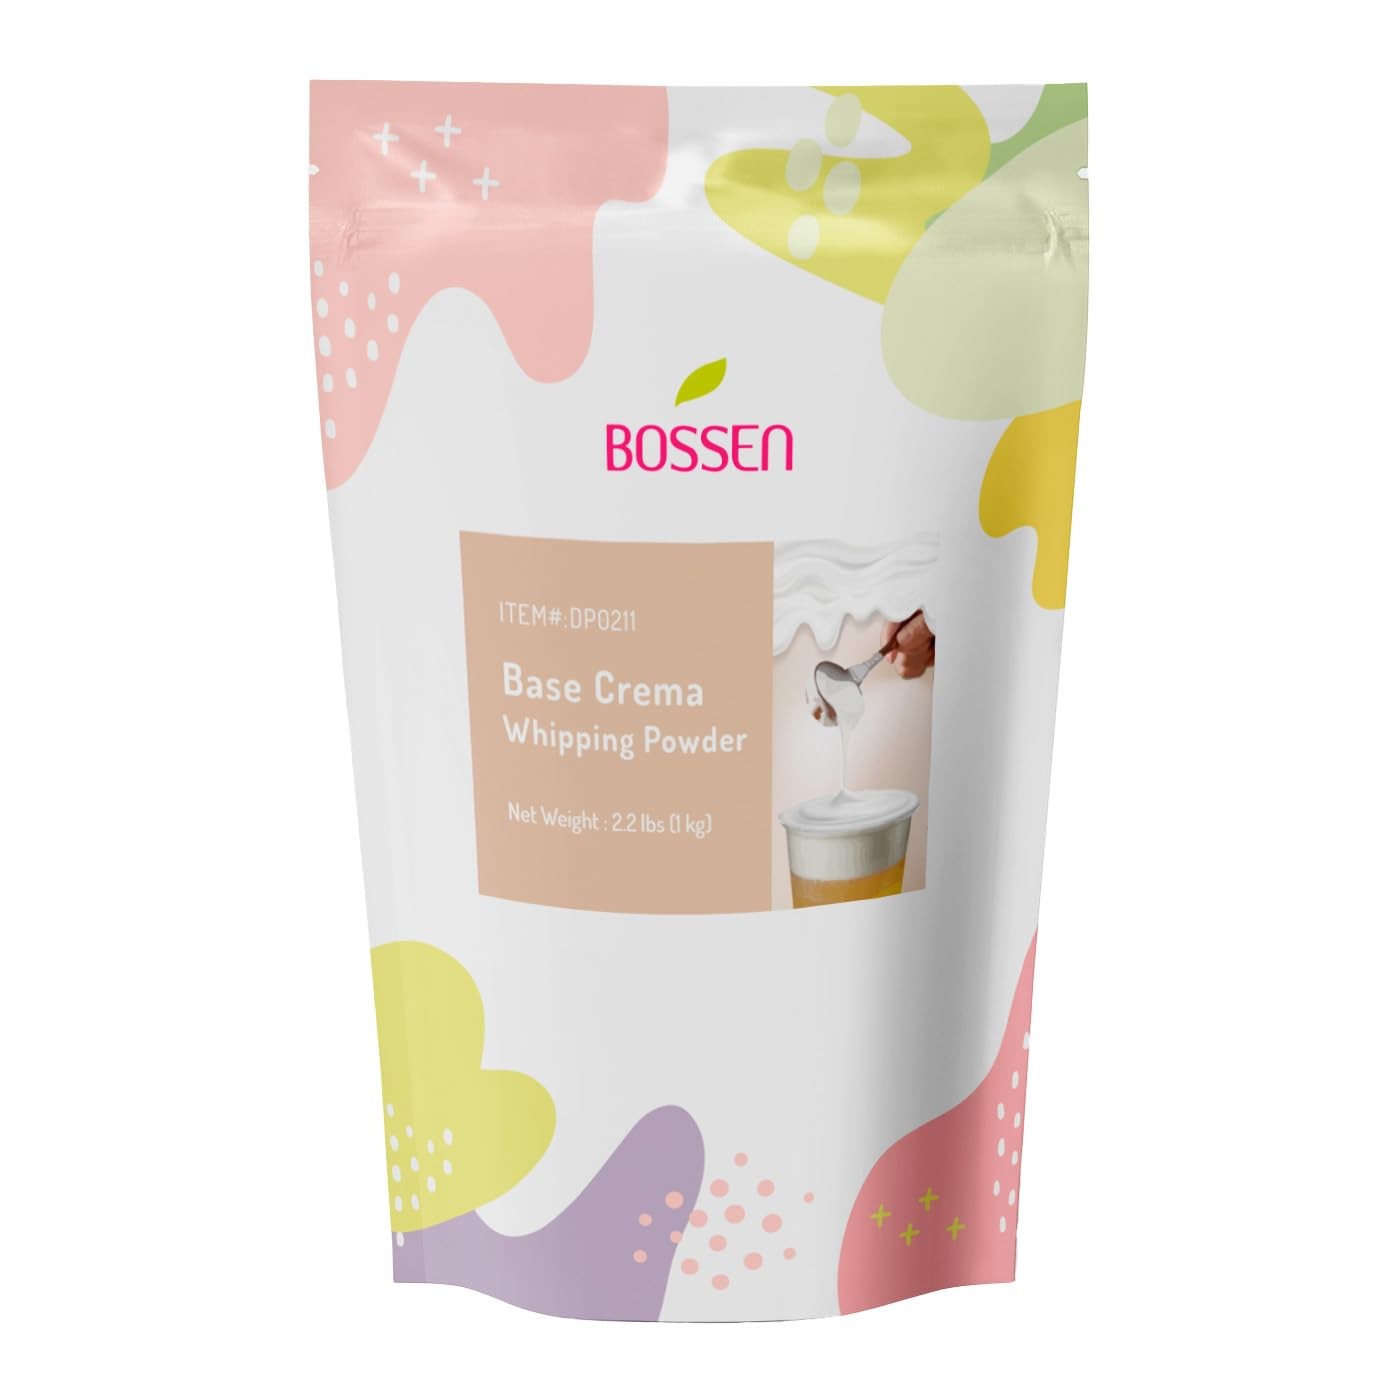 BOSSEN
ITEM#:DP0211
Base Crema
Whipping Powder
Net Weight : 2.2 lbs (1 kg)